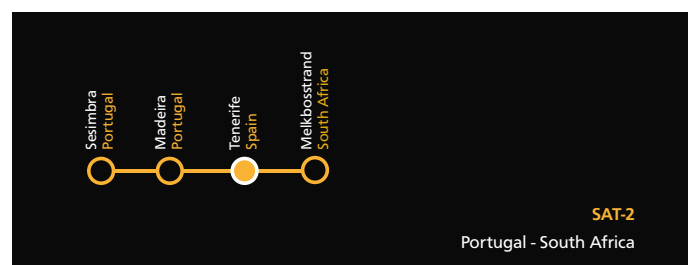 Sesimbra
Portugal
Madeira
Portugal
Tenerife
Spain
Melkbosstrand
South Africa
SAT-2
Portugal - South Africa